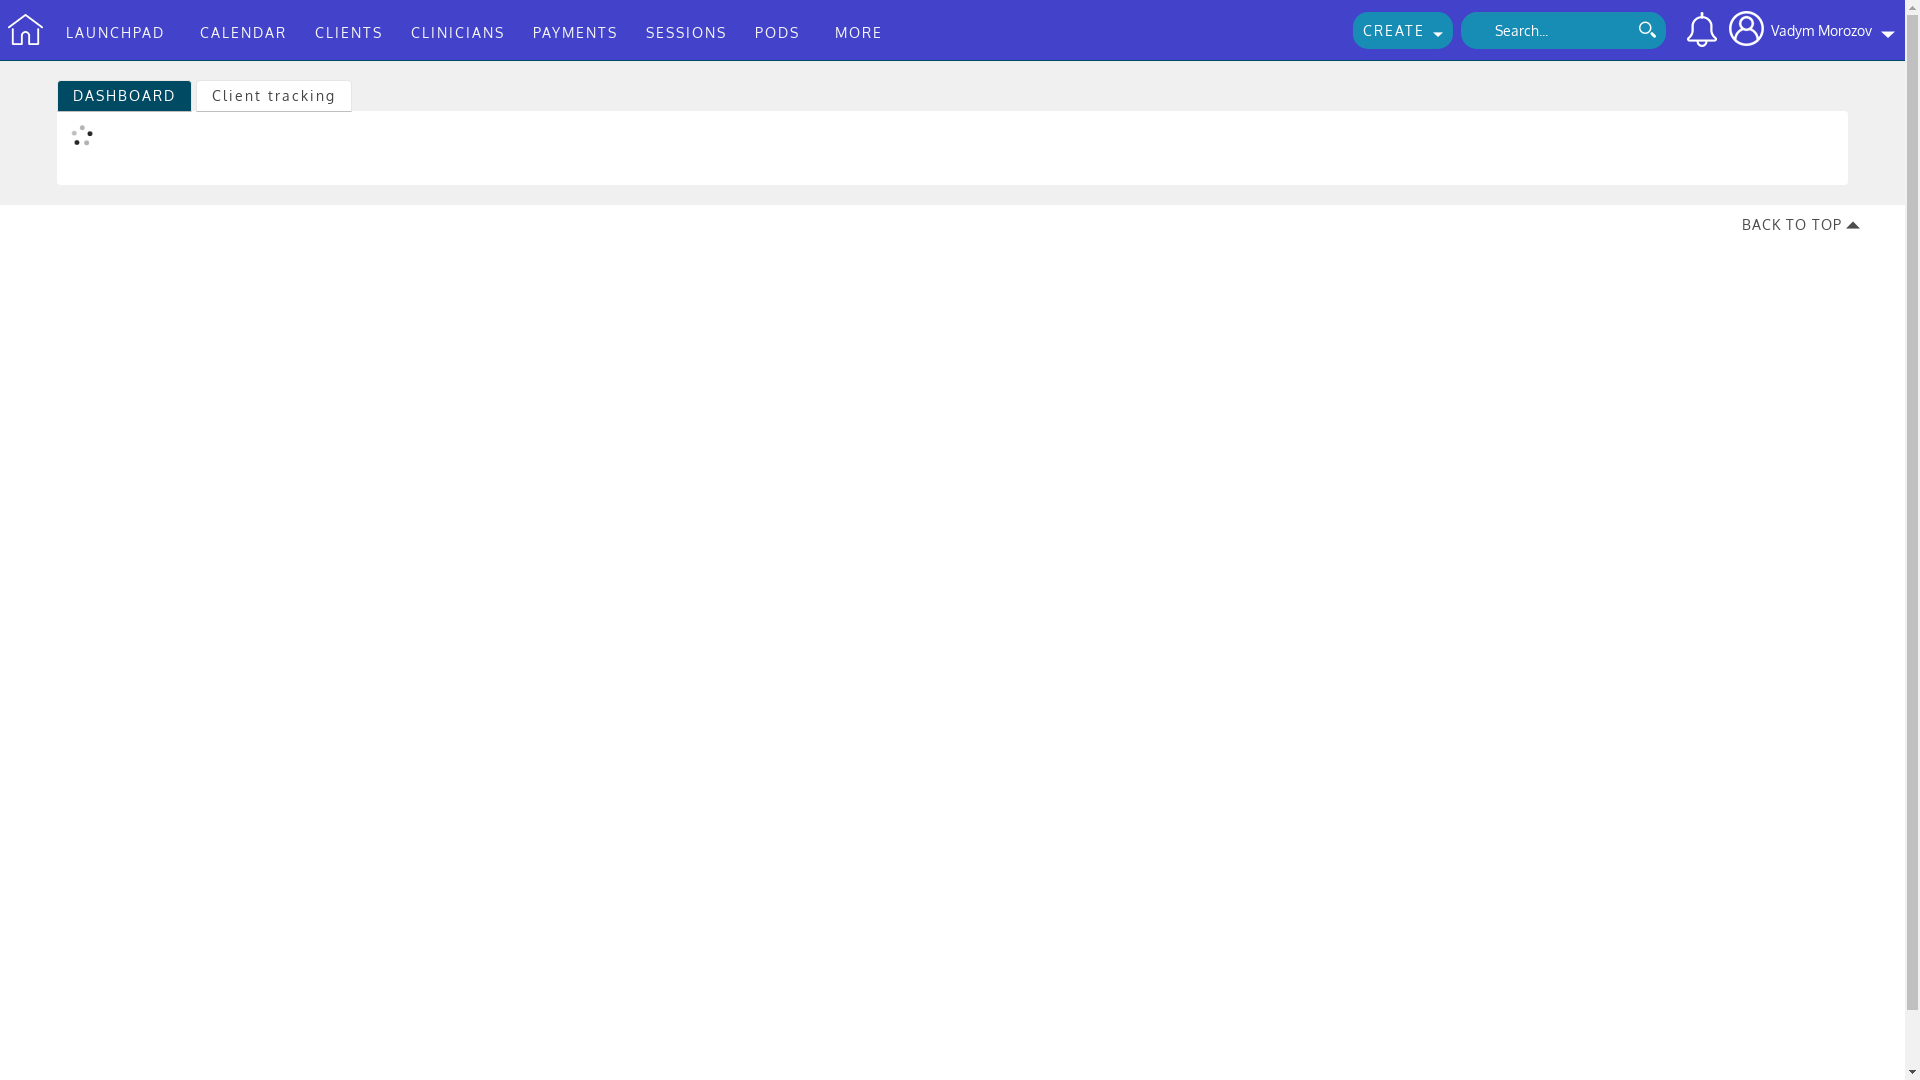 LAUNCHPAD CALENDAR CLIENTS CLINICIANS PAYMENTS SESSIONS PODS MORE CREATE Search... Vadym Morozov
DASHBOARD Client tracking
BACK TO TOP